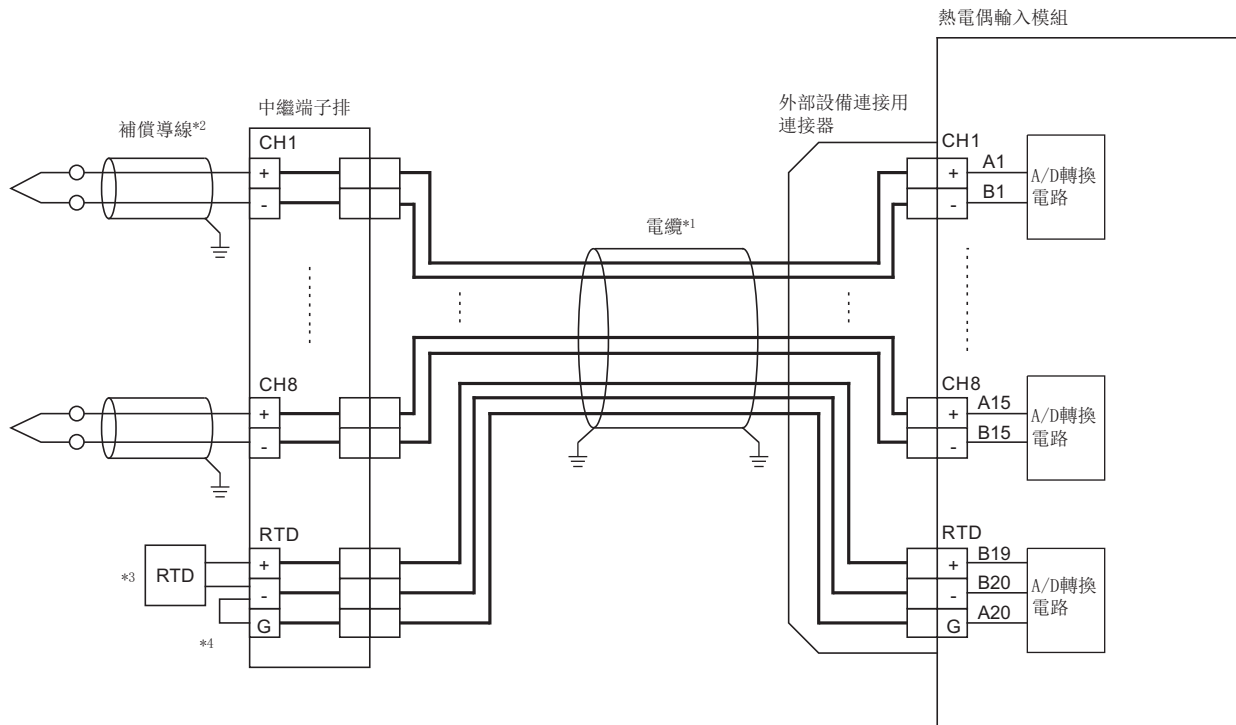 熱電偶輸入模組
外部設備連接用
連接器
中繼端子排
補償導線*2
CH1
+
-
電纜*1
CH1
+
-
A1
B1
A/D轉換
電路
CH8
+
-
CH8
+
-
A15
B15
A/D轉換
電路
RTD
+
-
G
*3
RTD
*4
RTD
+
-
G
B19
B20
A20
A/D轉換
電路